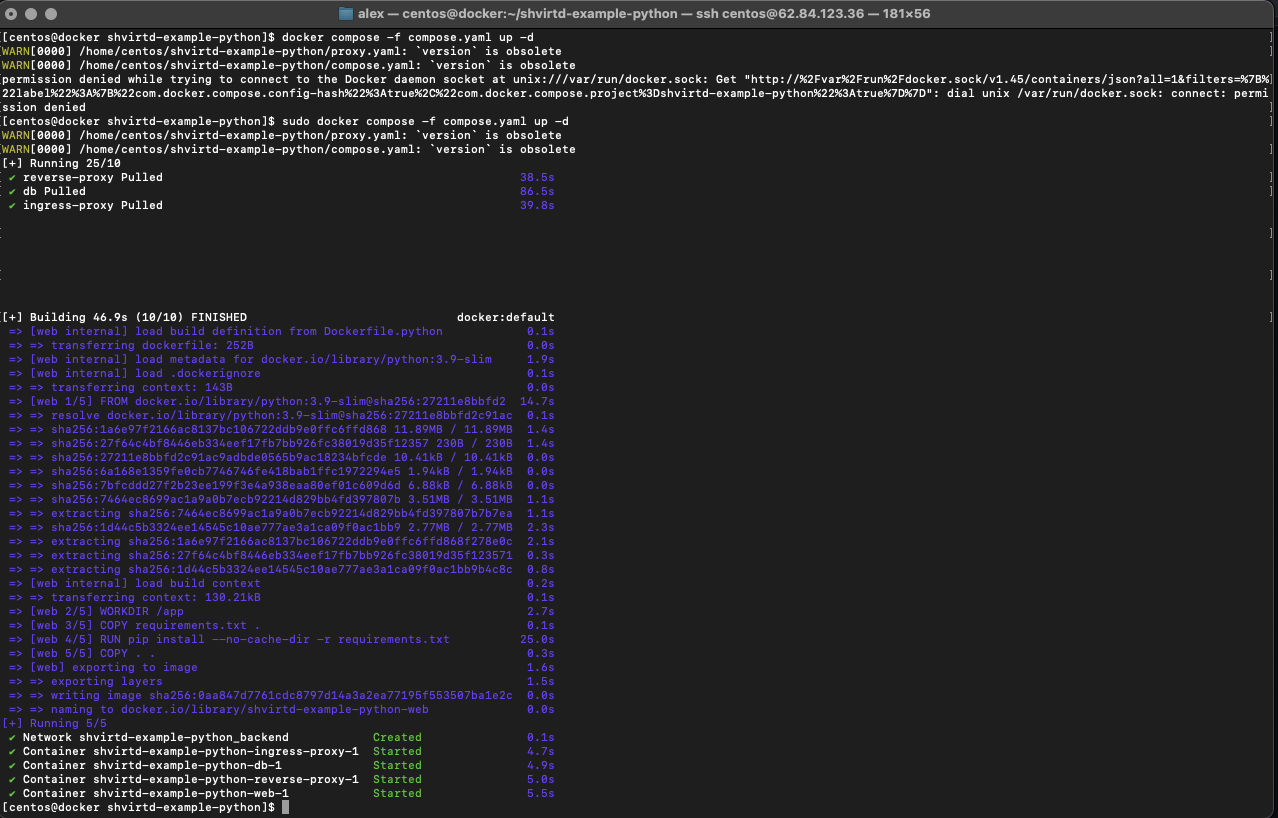 alex — centos@docker:~/shvirtd-example-python — ssh centos@62.84.123.36 — 181×56
[[centos@docker shvirtd-example-python]$ docker compose -f compose.yaml up -d ]
WARN[0000] /home/centos/shvirtd-example-python/proxy.yaml: `version` is obsolete
WARN[0000] /home/centos/shvirtd-example-python/compose.yaml: `version` is obsolete
[permission denied while trying to connect to the Docker daemon socket at unix:///var/run/docker.sock: Get "http://%2Fvar%2Frun%2Fdocker.sock/v1.45/containers/json?all=1&filters=%7B%]
22label%22%3A%7B%22com.docker.compose.config-hash%22%3Atrue%2C%22com.docker.compose.project%3Dshvirtd-example-python%22%3Atrue%7D%7D": dial unix /var/run/docker.sock: connect: permi
ssion denied ]
[[centos@docker shvirtd-example-python]$ sudo docker compose -f compose.yaml up -d
WARN[0000] /home/centos/shvirtd-example-python/proxy.yaml: `version` is obsolete ]
WARN[0000] /home/centos/shvirtd-example-python/compose.yaml: `version` is obsolete ]
[+] Running 25/10
[ ✔ reverse-proxy Pulled 38.5s ]
[ ✔ db Pulled 86.5s ]
✔ ingress-proxy Pulled 39.8s
[ ]
[ ]
[[+] Building 46.9s (10/10) FINISHED docker:default ]
=> [web internal] load build definition from Dockerfile.python 0.1s
=> => transferring dockerfile: 252B 0.0s
=> [web internal] load metadata for docker.io/library/python:3.9-slim 1.9s
=> [web internal] load .dockerignore 0.1s
=> => transferring context: 143B 0.0s
=> [web 1/5] FROM docker.io/library/python:3.9-slim@sha256:27211e8bbfd2 14.7s
=> => resolve docker.io/library/python:3.9-slim@sha256:27211e8bbfd2c91ac 0.1s
=> => sha256:1a6e97f2166ac8137bc106722ddb9e0ffc6ffd868 11.89MB / 11.89MB 1.4s
=> => sha256:27f64c4bf8446eb334eef17fb7bb926fc38019d35f12357 230B / 230B 1.4s
=> => sha256:27211e8bbfd2c91ac9adbde0565b9ac18234bfcde 10.41kB / 10.41kB 0.0s
=> => sha256:6a168e1359fe0cb7746746fe418bab1ffc1972294e5 1.94kB / 1.94kB 0.0s
=> => sha256:7bfcddd27f2b23ee199f3e4a938eaa80ef01c609d6d 6.88kB / 6.88kB 0.0s
=> => sha256:7464ec8699ac1a9a0b7ecb92214d829bb4fd397807b 3.51MB / 3.51MB 1.1s
=> => extracting sha256:7464ec8699ac1a9a0b7ecb92214d829bb4fd397807b7b7ea 1.1s
=> => sha256:1d44c5b3324ee14545c10ae777ae3a1ca09f0ac1bb9 2.77MB / 2.77MB 2.3s
=> => extracting sha256:1a6e97f2166ac8137bc106722ddb9e0ffc6ffd868f278e0c 2.1s
=> => extracting sha256:27f64c4bf8446eb334eef17fb7bb926fc38019d35f123571 0.3s
=> => extracting sha256:1d44c5b3324ee14545c10ae777ae3a1ca09f0ac1bb9b4c8c 0.8s
=> [web internal] load build context 0.2s
=> => transferring context: 130.21kB 0.1s
=> [web 2/5] WORKDIR /app 2.7s
=> [web 3/5] COPY requirements.txt . 0.1s
=> [web 4/5] RUN pip install --no-cache-dir -r requirements.txt 25.0s
=> [web 5/5] COPY . . 0.3s
=> [web] exporting to image 1.6s
=> => exporting layers 1.5s
=> => writing image sha256:0aa847d7761cdc8797d14a3a2ea77195f553507ba1e2c 0.0s
=> => naming to docker.io/library/shvirtd-example-python-web 0.0s
[+] Running 5/5
✔ Network shvirtd-example-python_backend Created 0.1s
✔ Container shvirtd-example-python-ingress-proxy-1 Started 4.7s
✔ Container shvirtd-example-python-db-1 Started 4.9s
✔ Container shvirtd-example-python-reverse-proxy-1 Started 5.0s
✔ Container shvirtd-example-python-web-1 Started 5.5s
[centos@docker shvirtd-example-python]$